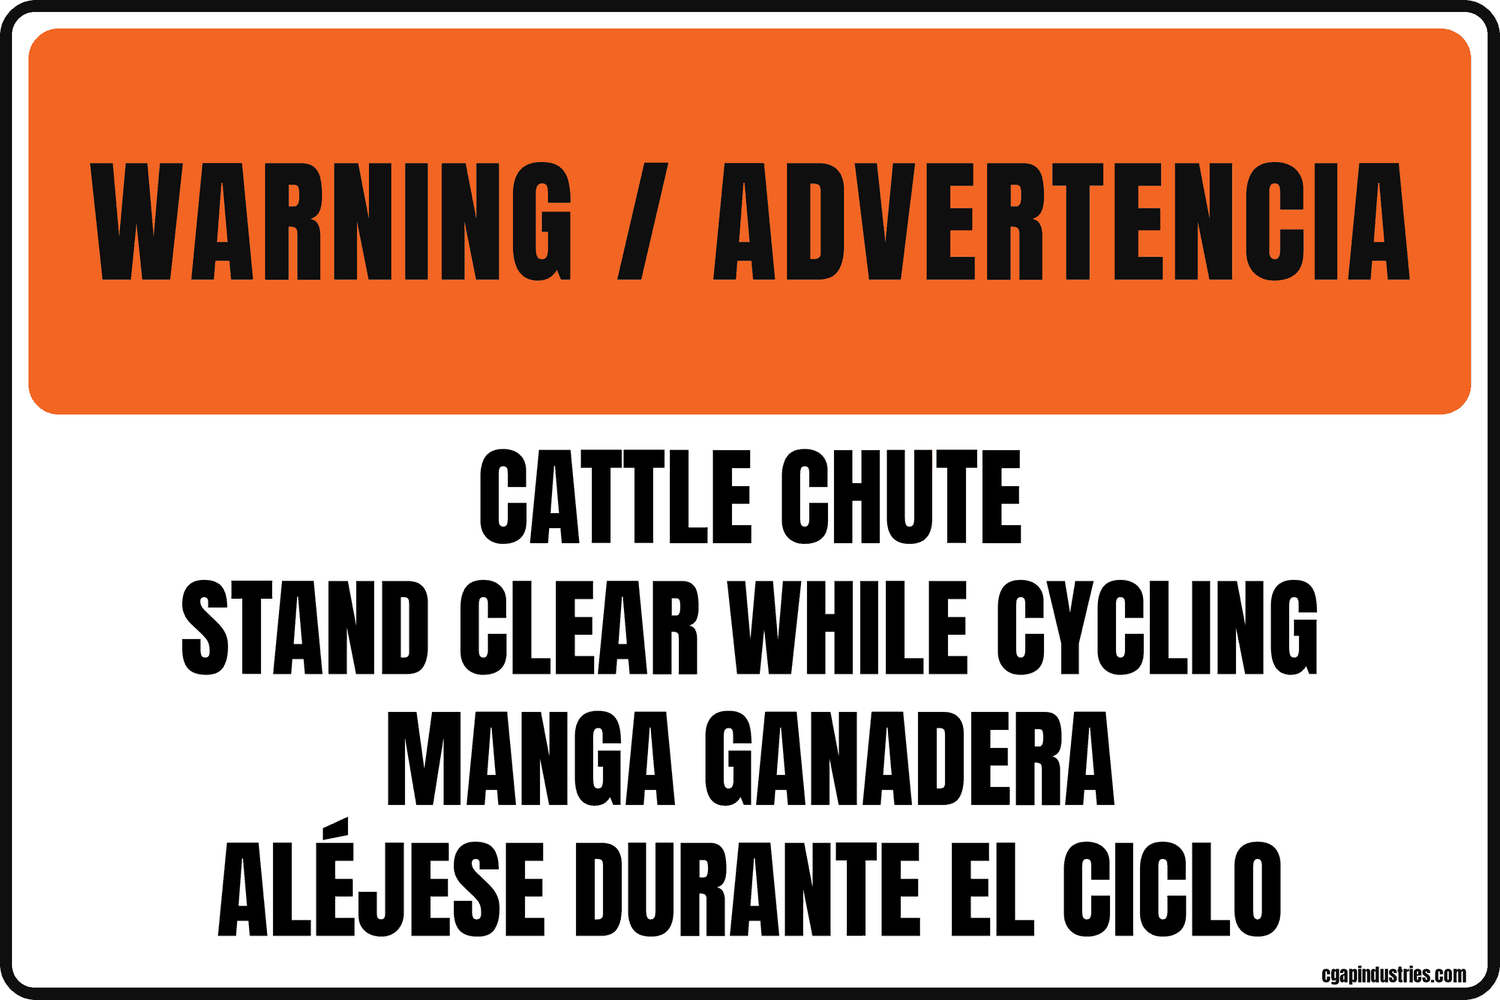 WARNING / ADVERTENCIA
CATTLE CHUTE
STAND CLEAR WHILE CYCLING
MANGA GANADERA
ALÉJESE DURANTE EL CICLO
cgapindustries.com